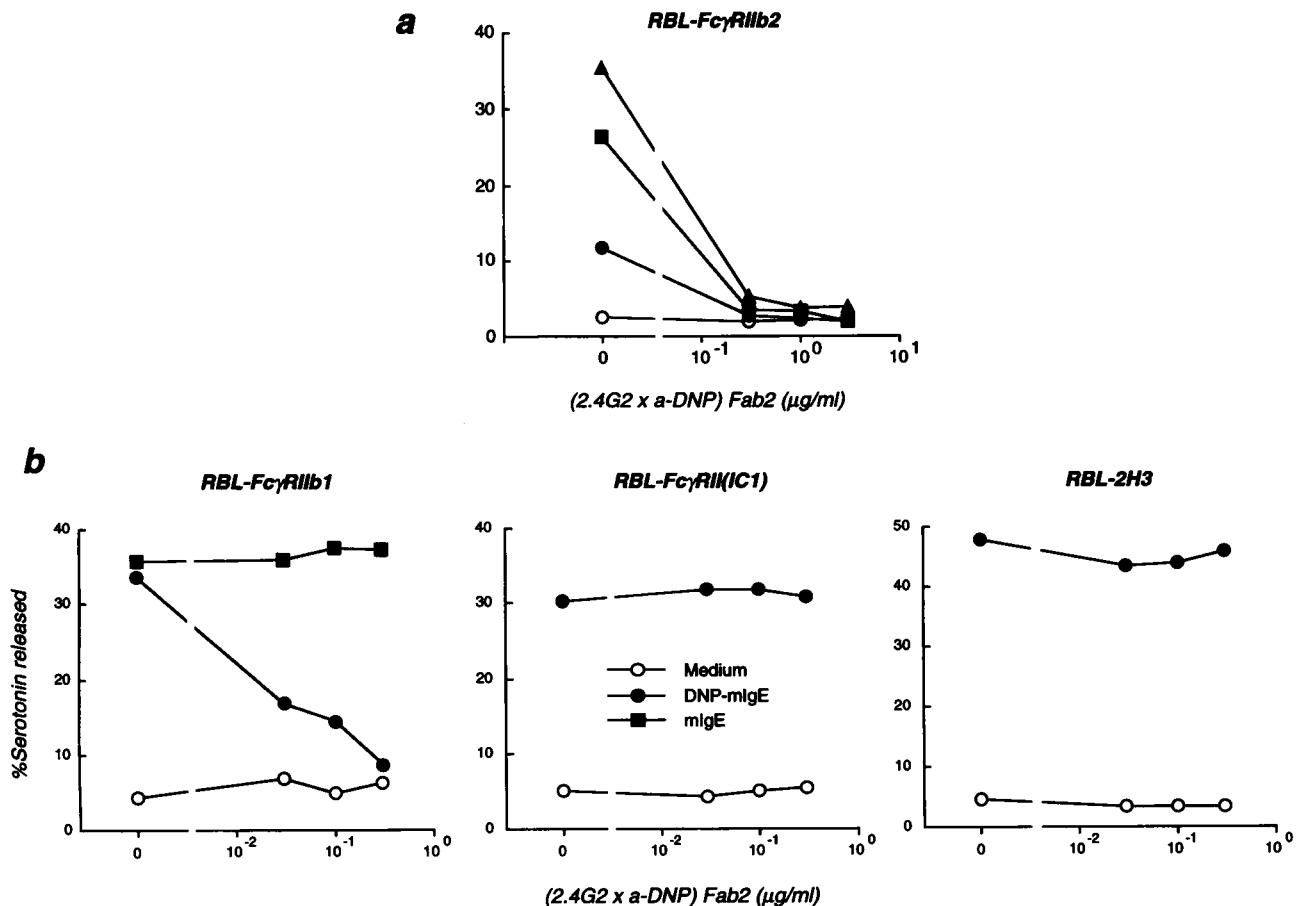 a
RBL-FcγRIIb2
40
30
20
10
0
0 10⁻¹ 10⁰ 10¹
(2.4G2 x a-DNP) Fab2 (µg/ml)
b
RBL-FcγRIIb1
RBL-FcγRII(IC1)
RBL-2H3
%Serotonin released
40
30
20
10
0
0 10⁻² 10⁻¹ 10⁰
40
30
20
10
0
0 10⁻² 10⁻¹ 10⁰
Medium
DNP-mIgE
mIgE
50
40
30
20
10
0
0 10⁻² 10⁻¹ 10⁰
(2.4G2 x a-DNP) Fab2 (µg/ml)